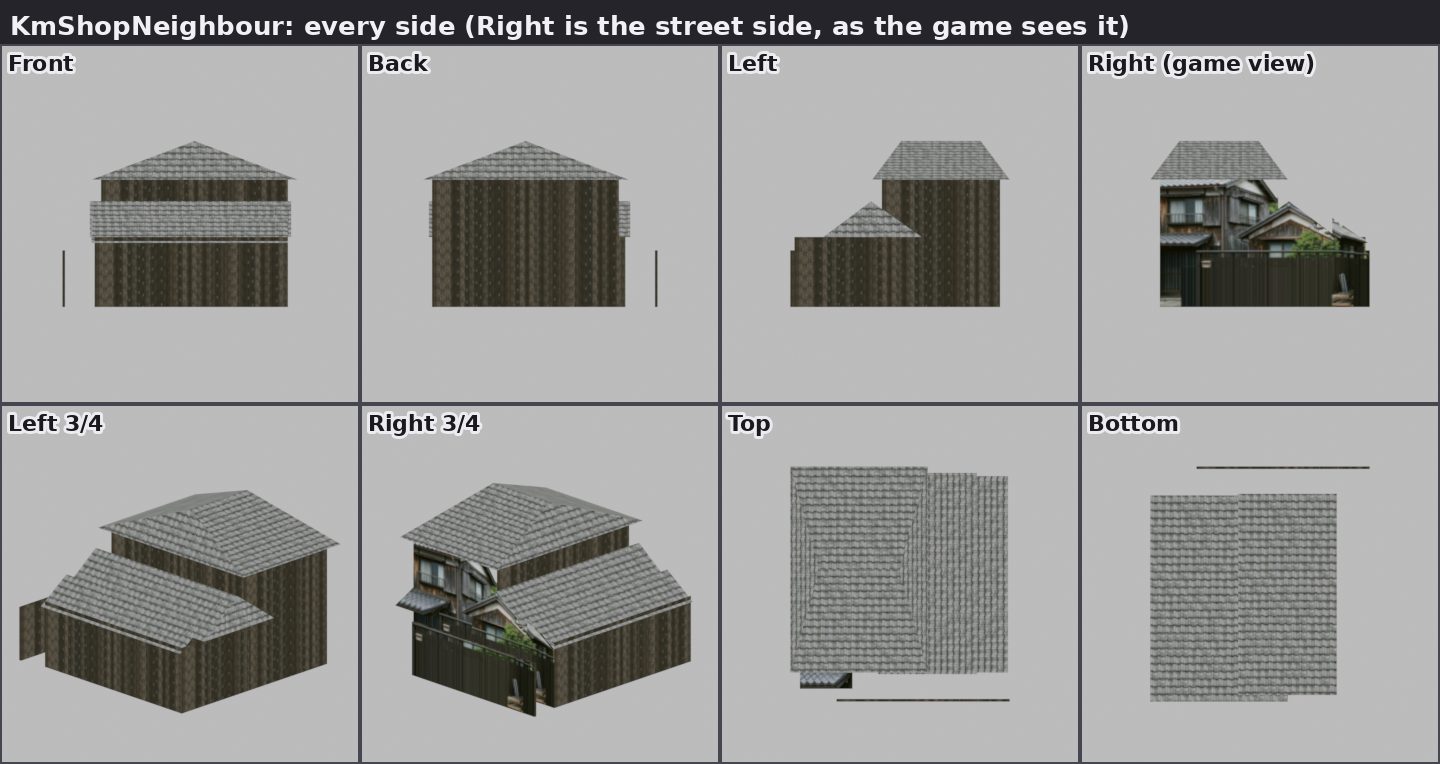 KmShopNeighbour: every side (Right is the street side, as the game sees it)
Front
Back
Left
Right (game view)
Left 3/4
Right 3/4
Top
Bottom